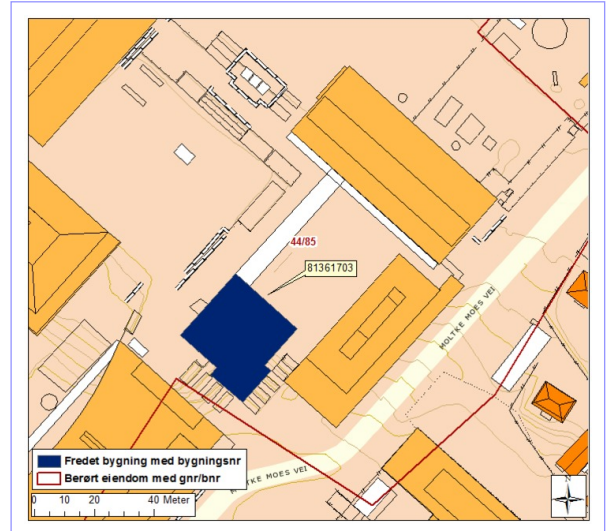 44/85
81361703
MOLTKE MOES VEI
MOLTKE MOES VEI
Fredet bygning med bygningsnr
Berørt eiendom med gnr/bnr
0 10 20 40 Meter